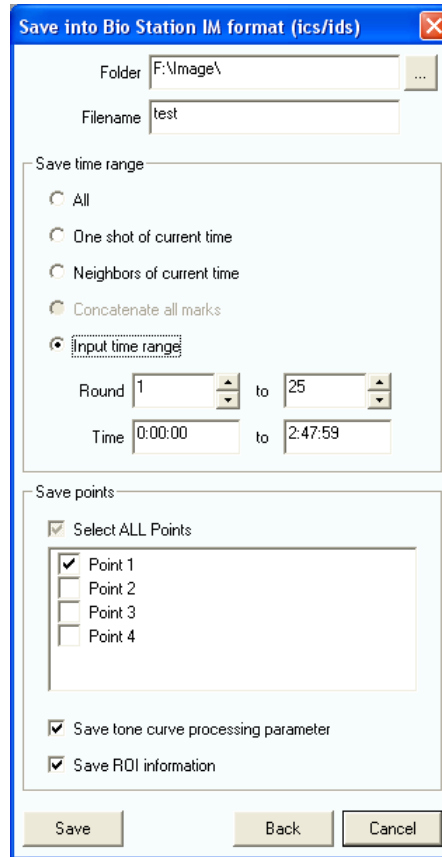 Save into Bio Station IM format (ics/ids)
Folder F:\Image\ ...
Filename test
Save time range
All
One shot of current time
Neighbors of current time
Concatenate all marks
Input time range
Round 1 to 25
Time 0:00:00 to 2:47:59
Save points
Select ALL Points
Point 1
Point 2
Point 3
Point 4
Save tone curve processing parameter
Save ROI information
Save Back Cancel